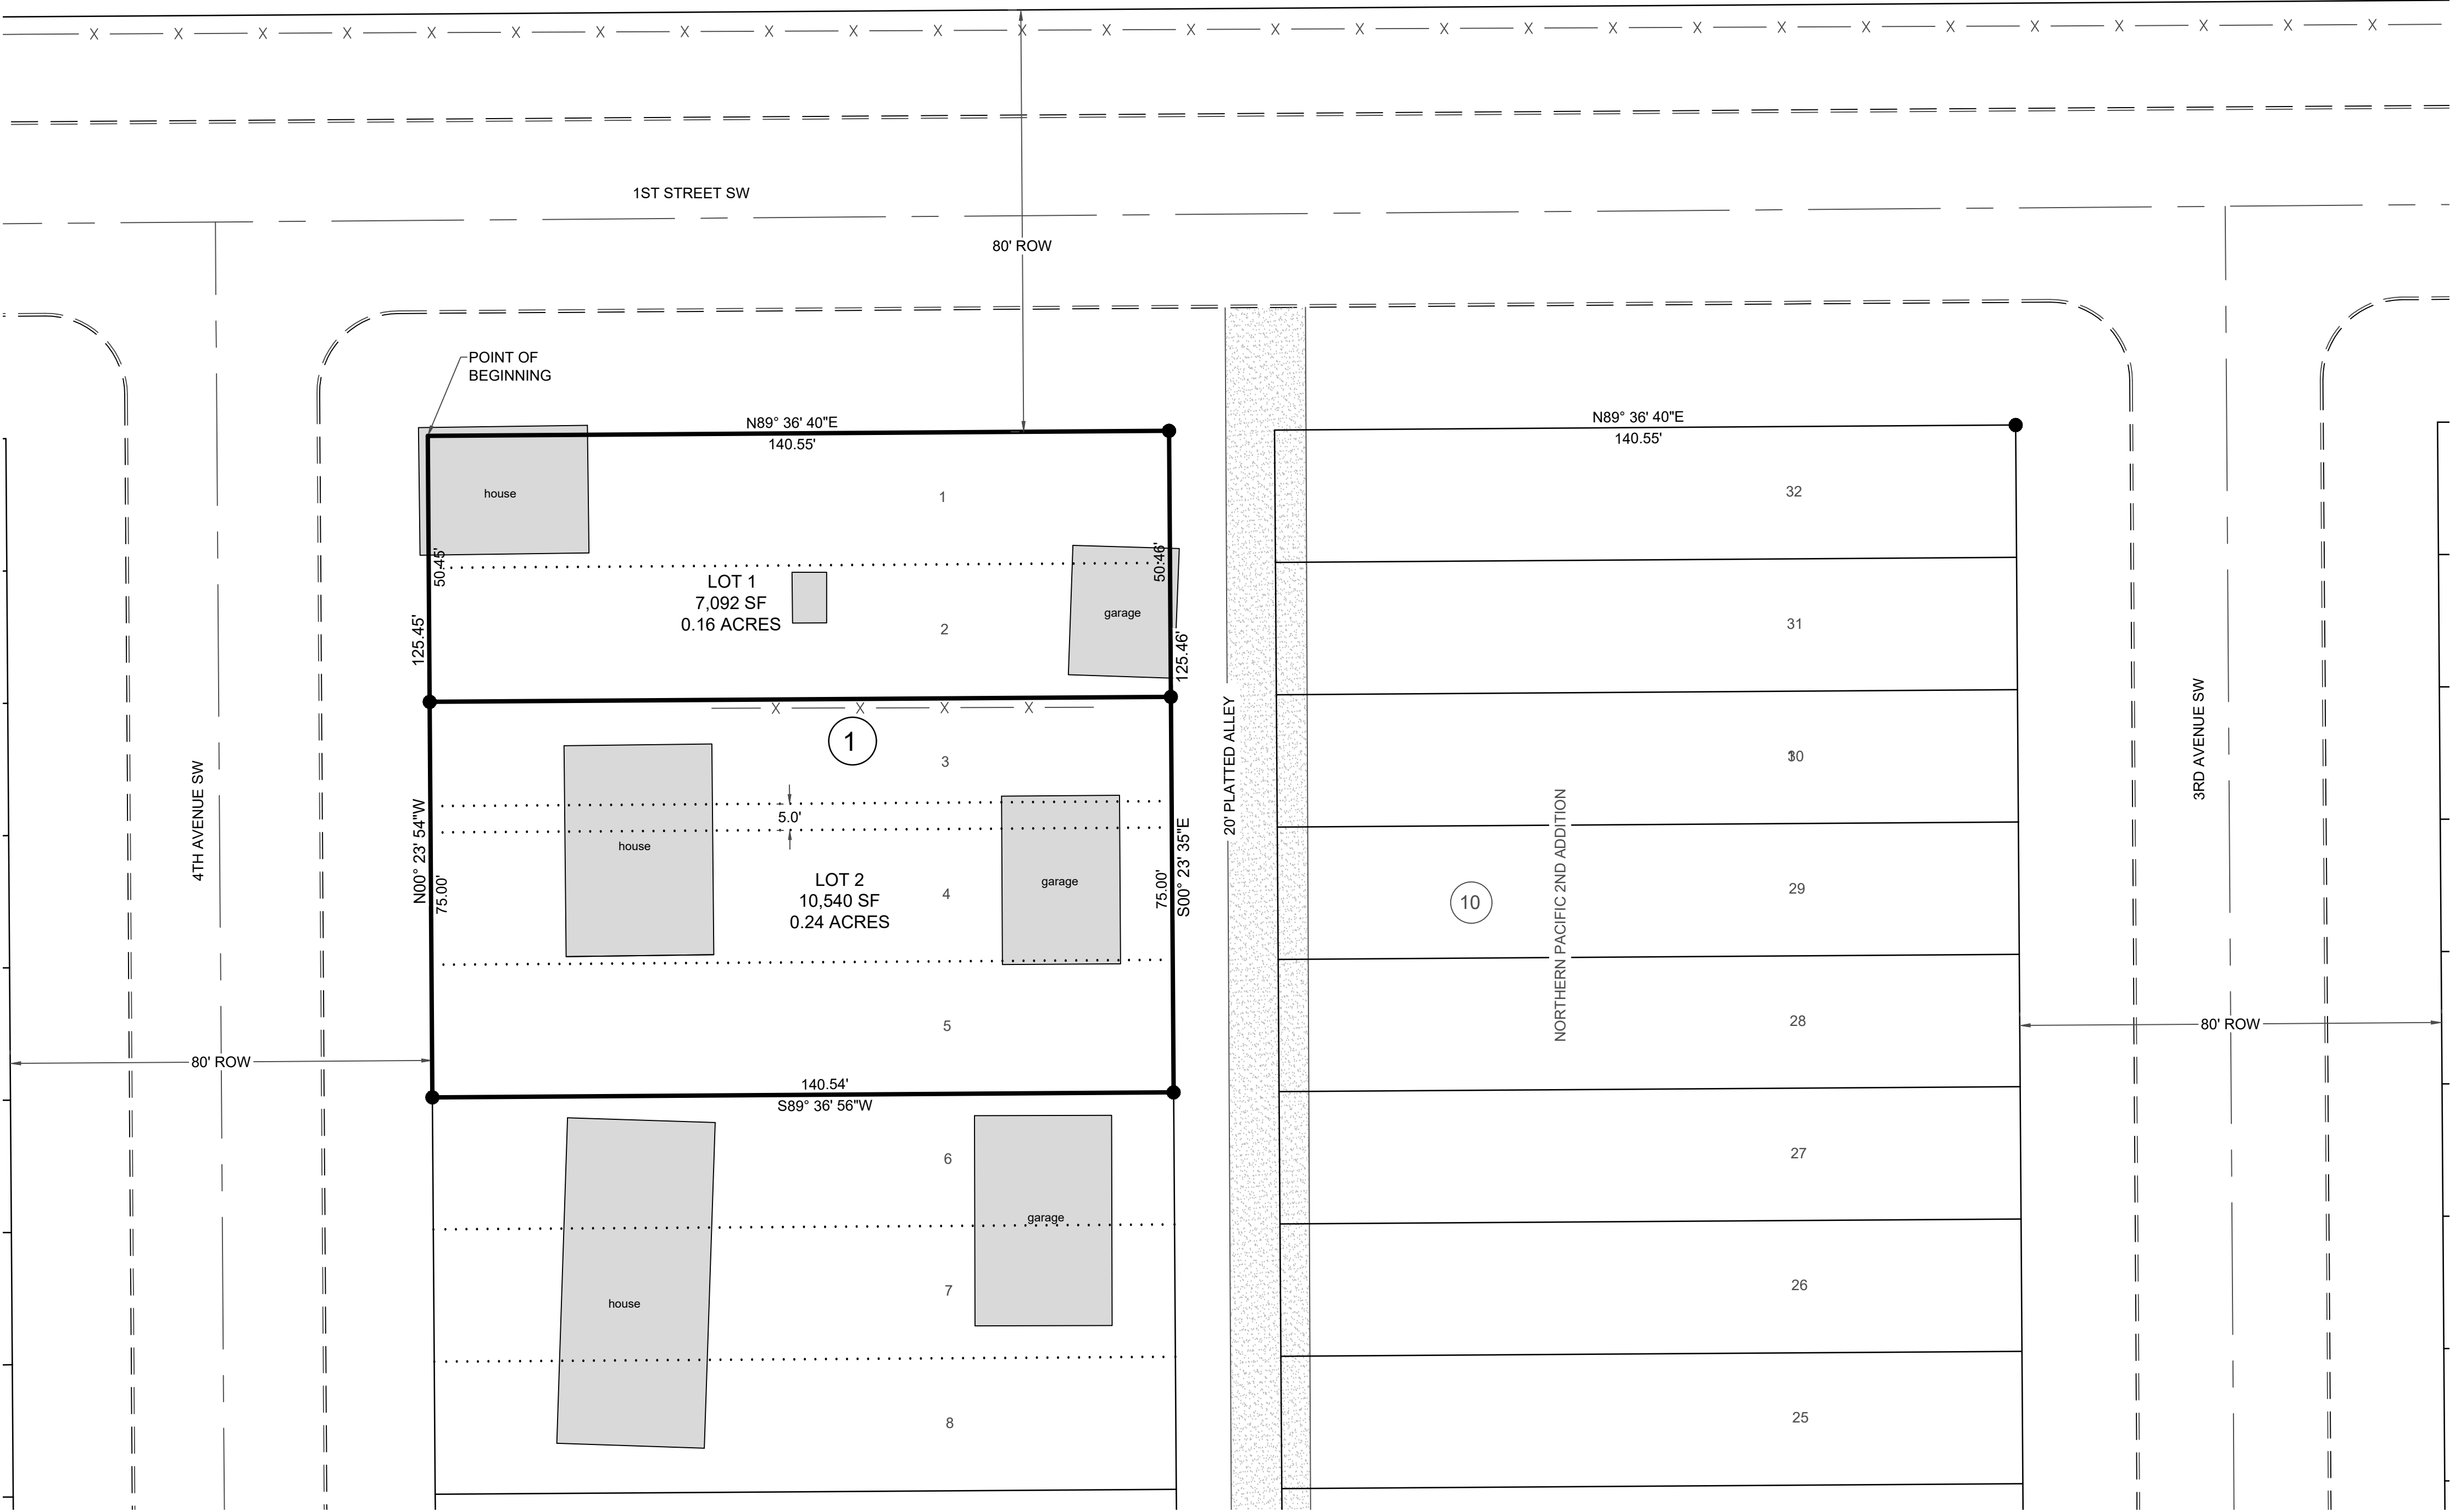 1ST STREET SW
80' ROW
POINT OF
BEGINNING
N89° 36' 40"E
140.55'
N89° 36' 40"E
140.55'
house
1
32
50.45'
50.46'
LOT 1
7,092 SF
0.16 ACRES
garage
2
31
125.45'
125.46'
1
3
20' PLATTED ALLEY
4TH AVENUE SW
3RD AVENUE SW
N00° 23' 54"W
75.00'
5.0'
house
LOT 2
10,540 SF
0.24 ACRES
4
garage
75.00'
S00° 23' 35"E
29
10
NORTHERN PACIFIC 2ND ADDITION
5
28
80' ROW
80' ROW
140.54'
S89° 36' 56"W
6
27
garage
7
26
house
8
25